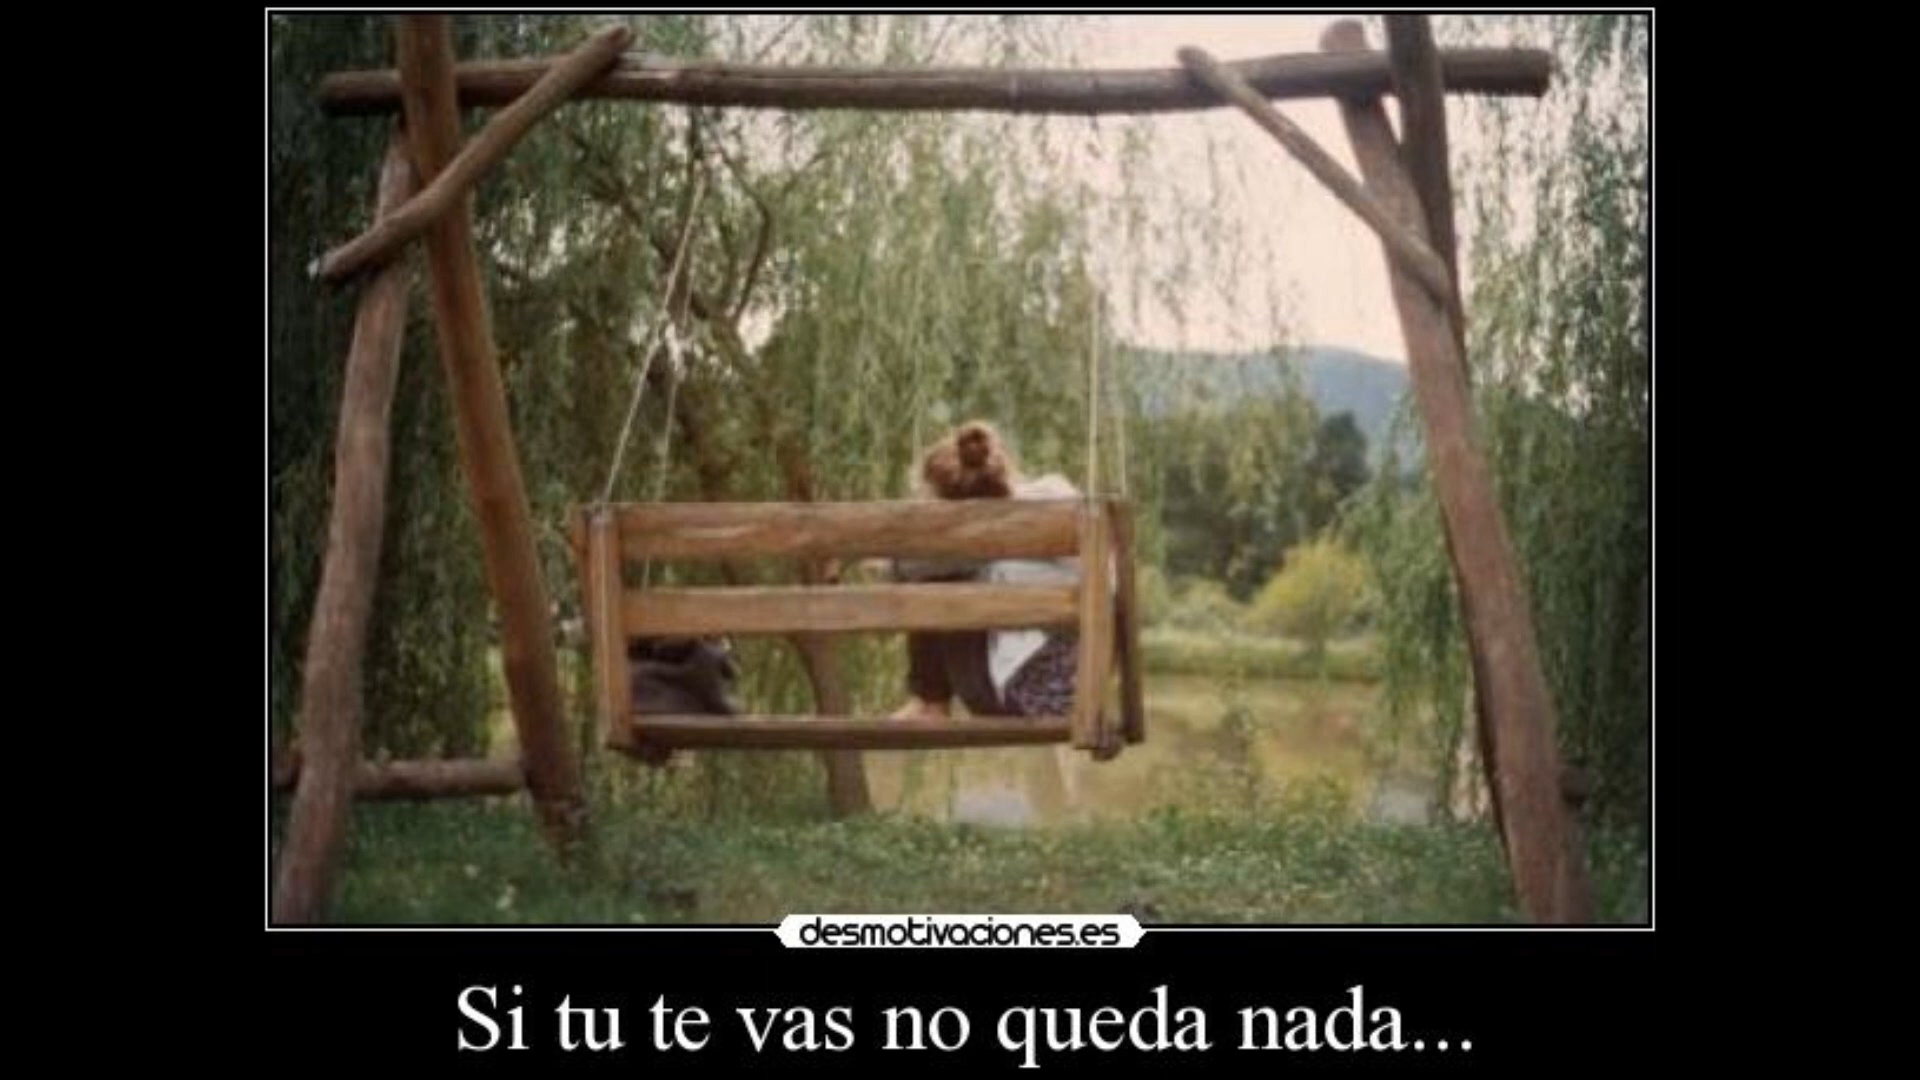 desmotivaciones.es
Si tu te vas no queda nada...